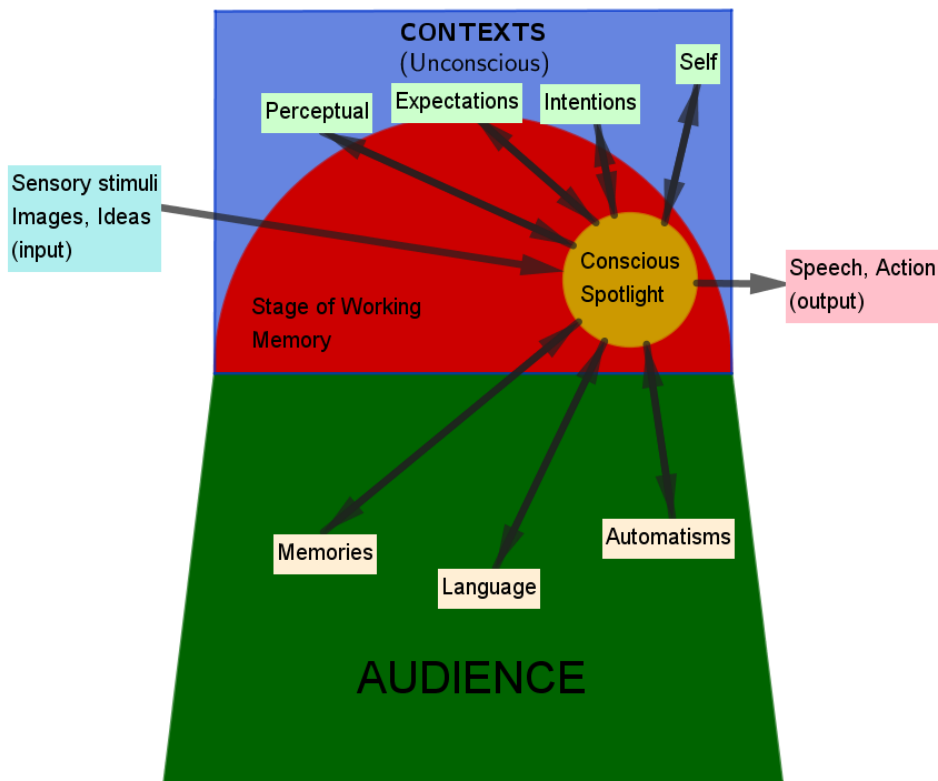 CONTEXTS
(Unconscious)
Self
Expectations
Intentions
Perceptual
Sensory stimuli
Images, Ideas
(input)
Conscious
Spotlight
Speech, Action
(output)
Stage of Working
Memory
Automatisms
Memories
Language
AUDIENCE